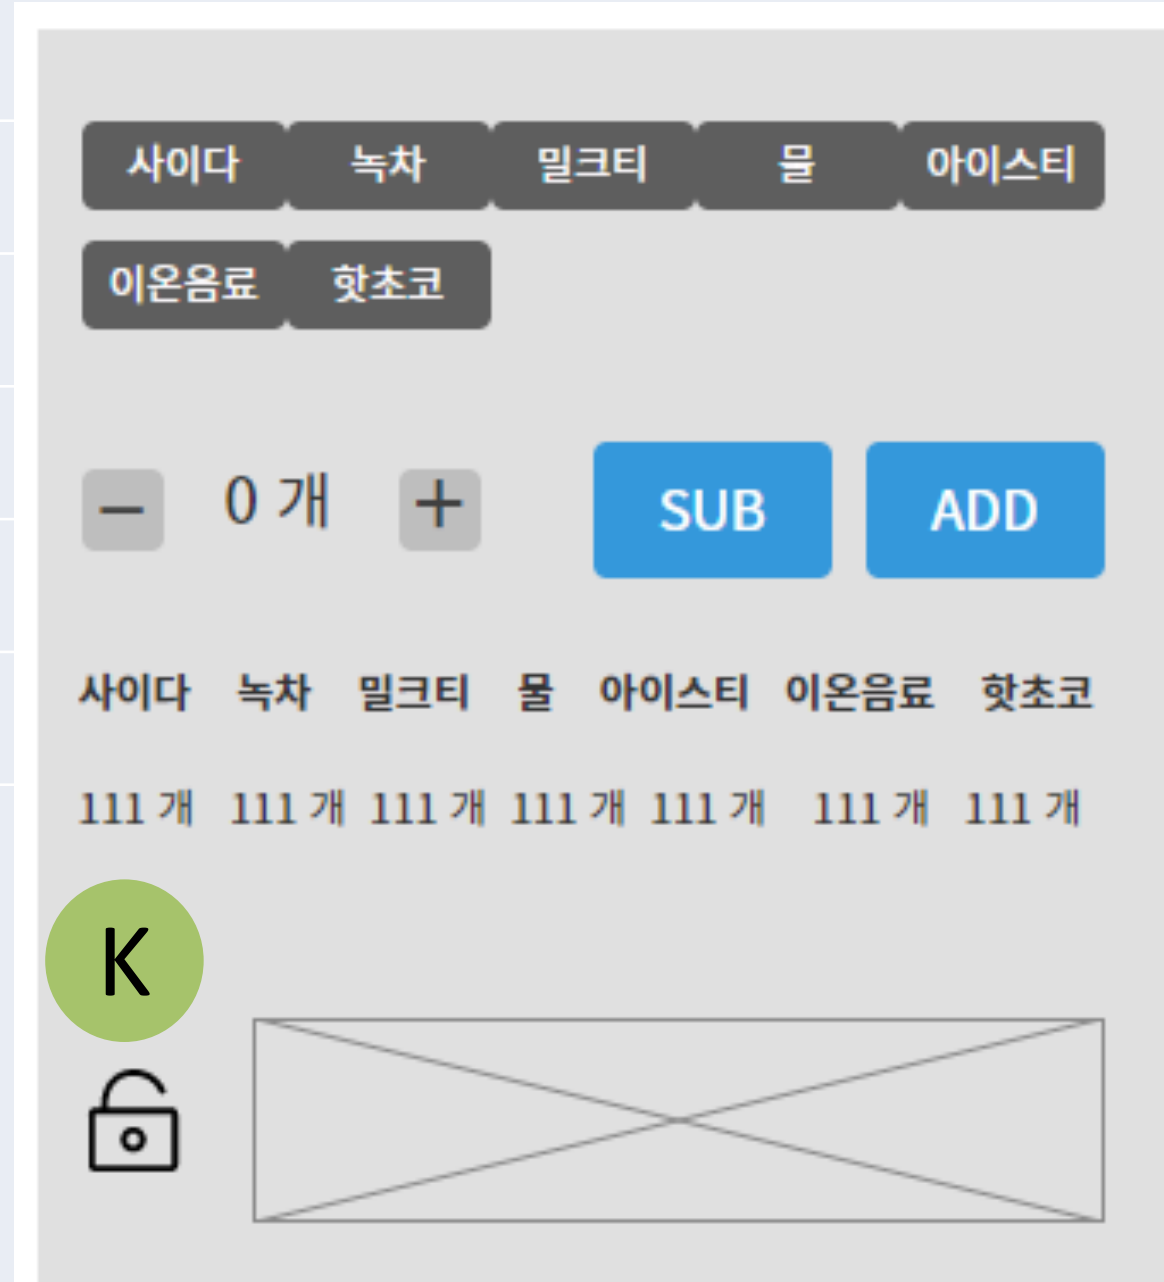 사이다 녹차 밀크티 물 아이스티
이온음료 핫초코
− 0 개 + SUB ADD
사이다 녹차 밀크티 물 아이스티 이온음료 핫초코
111 개 111 개 111 개 111 개 111 개 111 개 111 개
K